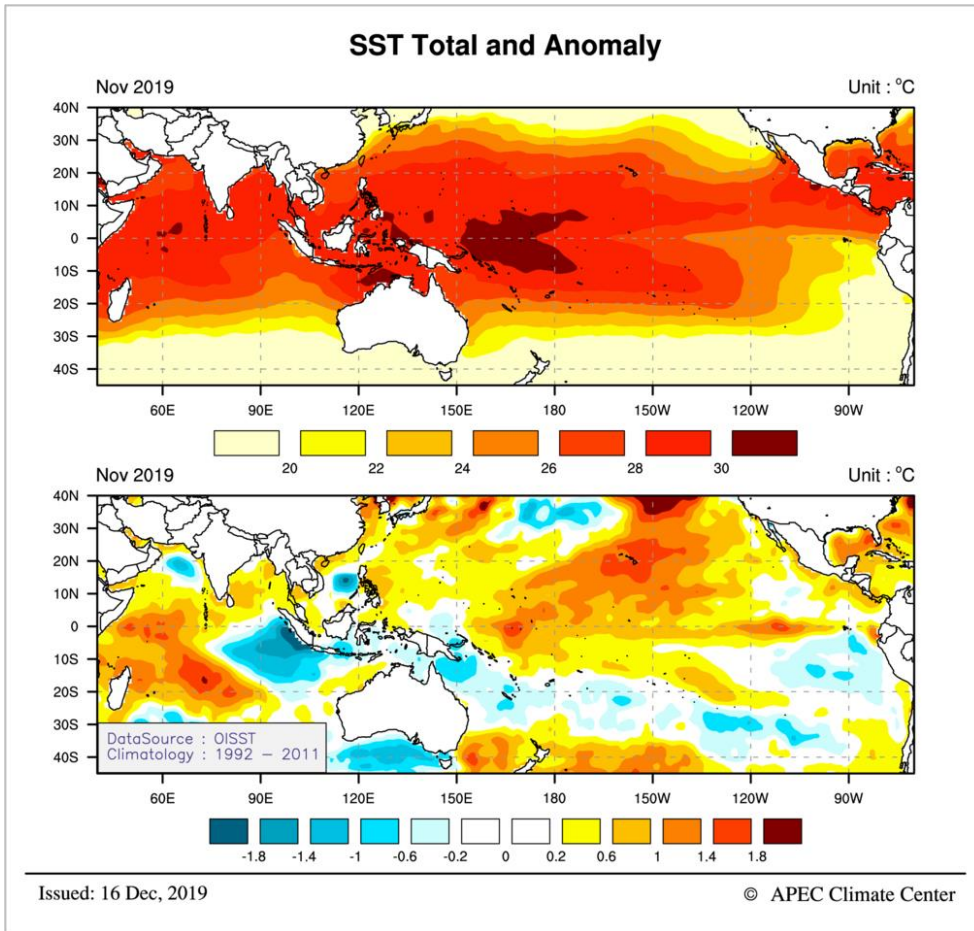 SST Total and Anomaly
Nov 2019 Unit : °C
40N
30N
20N
10N
0
10S
20S
30S
40S
60E 90E 120E 150E 180 150W 120W 90W
20 22 24 26 28 30
Nov 2019 Unit : °C
40N
30N
20N
10N
0
10S
20S
30S
40S
DataSource : OISST
Climatology : 1992 – 2011
60E 90E 120E 150E 180 150W 120W 90W
-1.8 -1.4 -1 -0.6 -0.2 0 0.2 0.6 1 1.4 1.8
Issued: 16 Dec, 2019 © APEC Climate Center